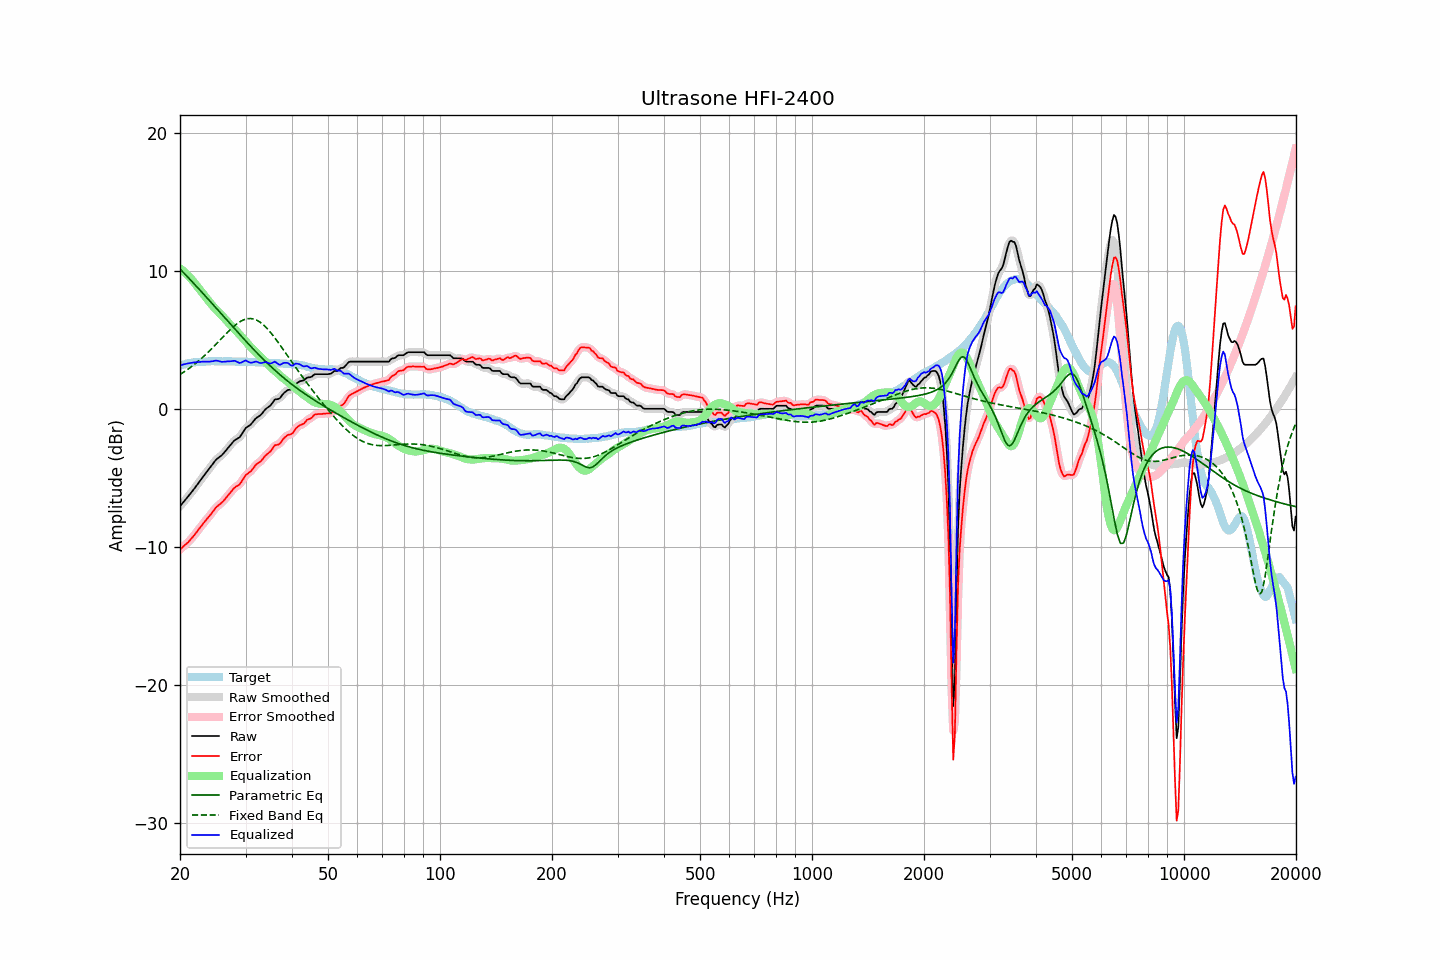 Ultrasone HFI-2400
20
10
0
−10
−20
−30
Amplitude (dBr)
Target
Raw Smoothed
Error Smoothed
Raw
Error
Equalization
Parametric Eq
Fixed Band Eq
Equalized
20 50 100 200 500 1000 2000 5000 10000 20000
Frequency (Hz)